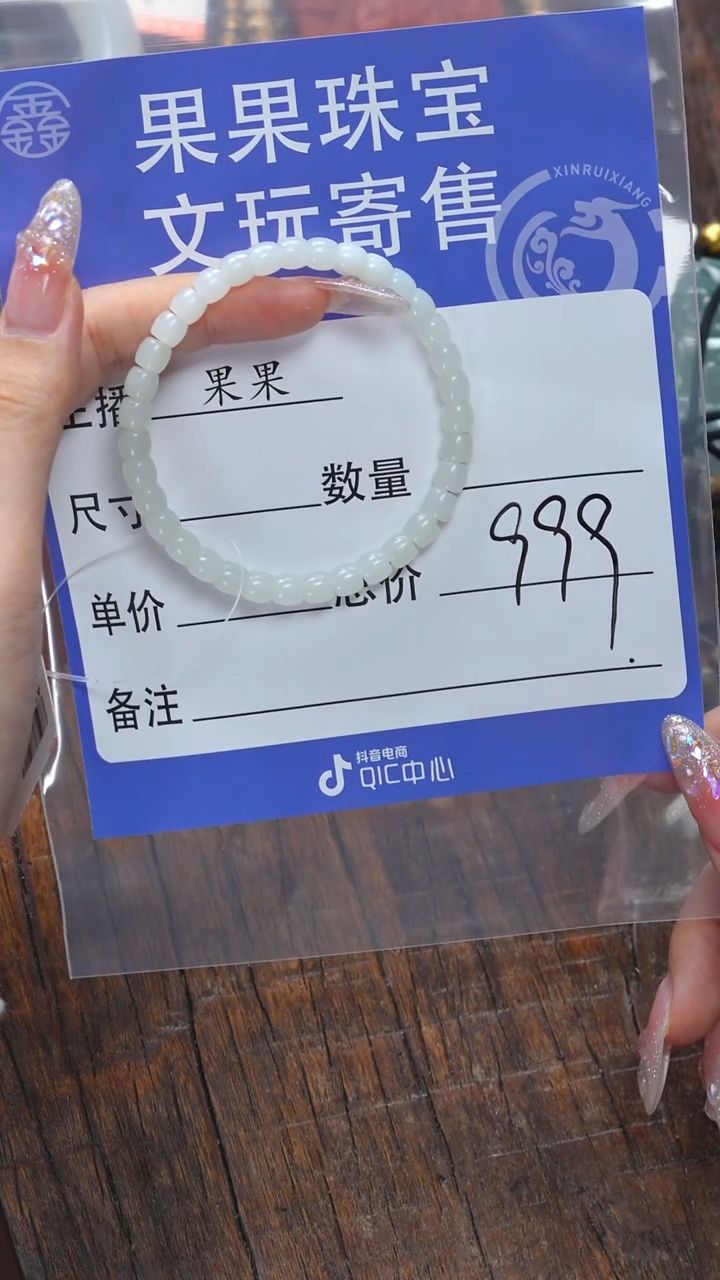 鑫
果果珠宝
文玩寄售
XINRUIXIANG
主播 果果
尺寸 数量
单价 总价 999
备注
抖音电商
QIC中心